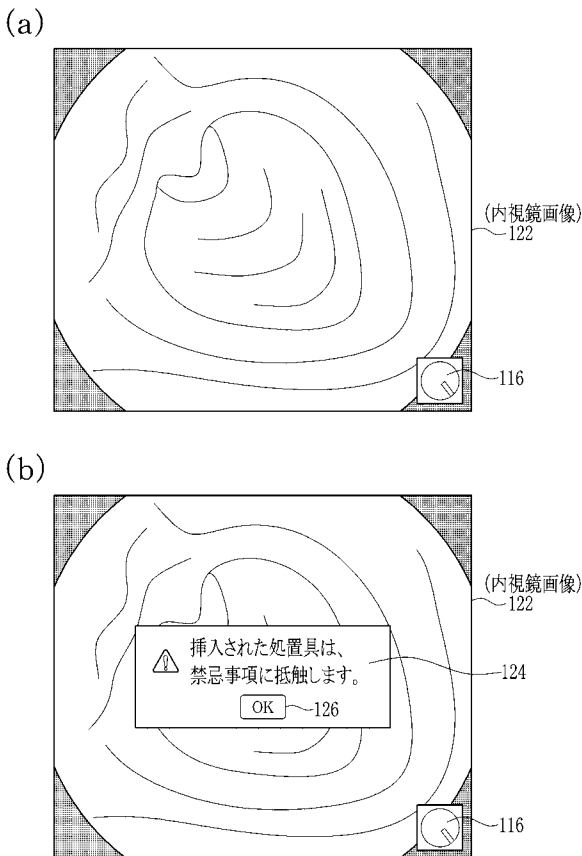 (a)
(内視鏡画像)
122
116
(b)
(内視鏡画像)
122
挿入された処置具は、
禁忌事項に抵触します。
124
OK
126
116